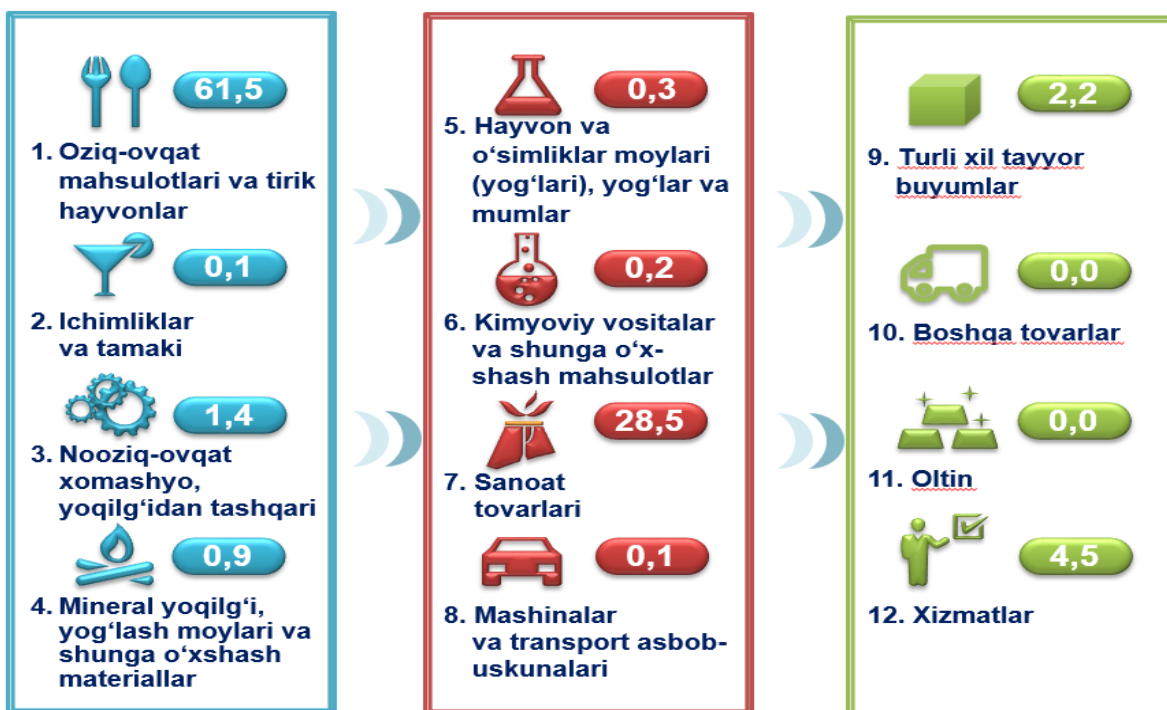 61,5
1. Oziq-ovqat
mahsulotlari va tirik
hayvonlar
0,1
2. Ichimliklar
va tamaki
1,4
3. Nooziq-ovqat
xomashyo,
yoqilg‘idan tashqari
0,9
4. Mineral yoqilg‘i,
yog‘lash moylari va
shunga o‘xshash
materiallar
0,3
5. Hayvon va
o‘simliklar moylari
(yog‘lari), yog‘lar va
mumlar
0,2
6. Kimyoviy vositalar
va shunga o‘x-
shash mahsulotlar
28,5
7. Sanoat
tovarlari
0,1
8. Mashinalar
va transport asbob-
uskunalari
2,2
9. Turli xil tayyor
buyumlar
0,0
10. Boshqa tovarlar
0,0
11. Oltin
4,5
12. Xizmatlar